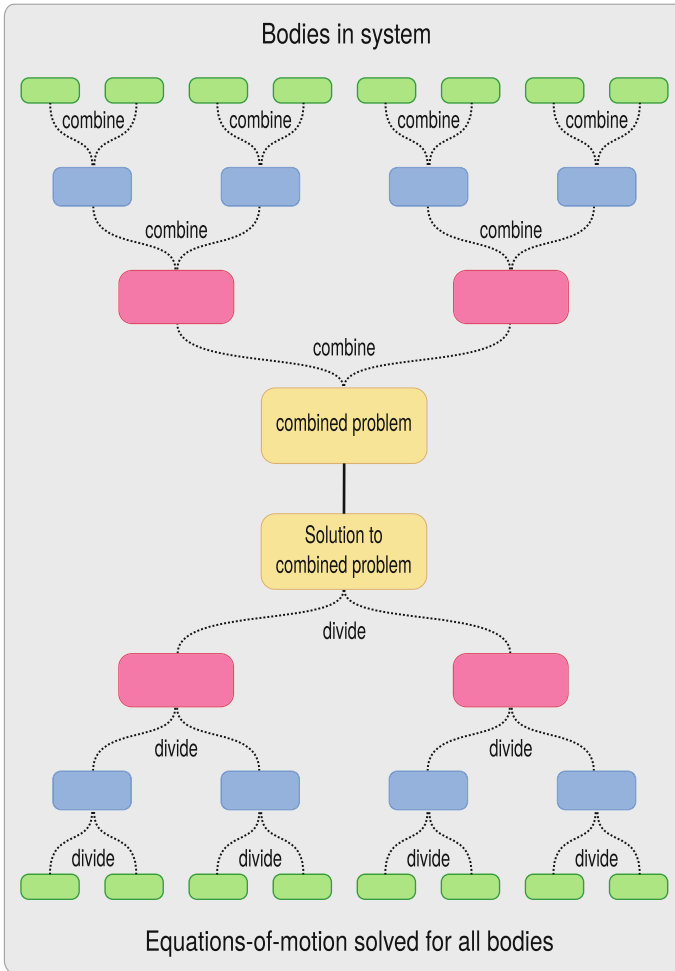 Bodies in system
combine combine combine combine
combine combine
combine
combined problem
Solution to
combined problem
divide
divide divide
divide divide divide divide
Equations-of-motion solved for all bodies